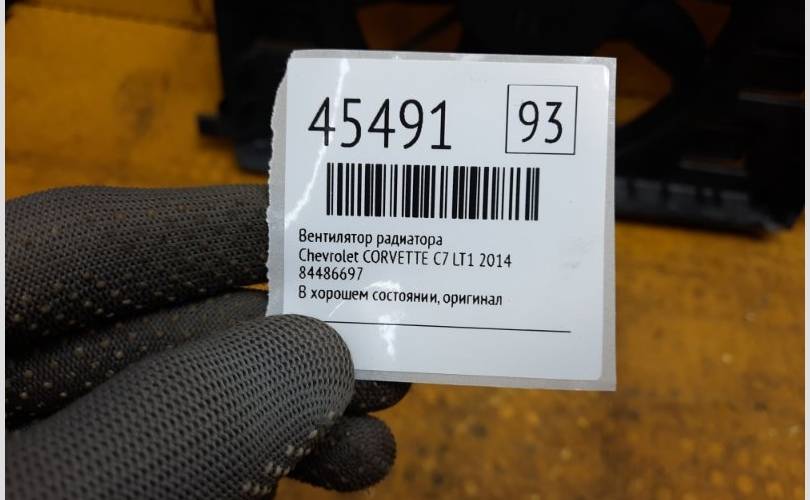 45491 93
Вентилятор радиатора
Chevrolet CORVETTE C7 LT1 2014
84486697
В хорошем состоянии, оригинал